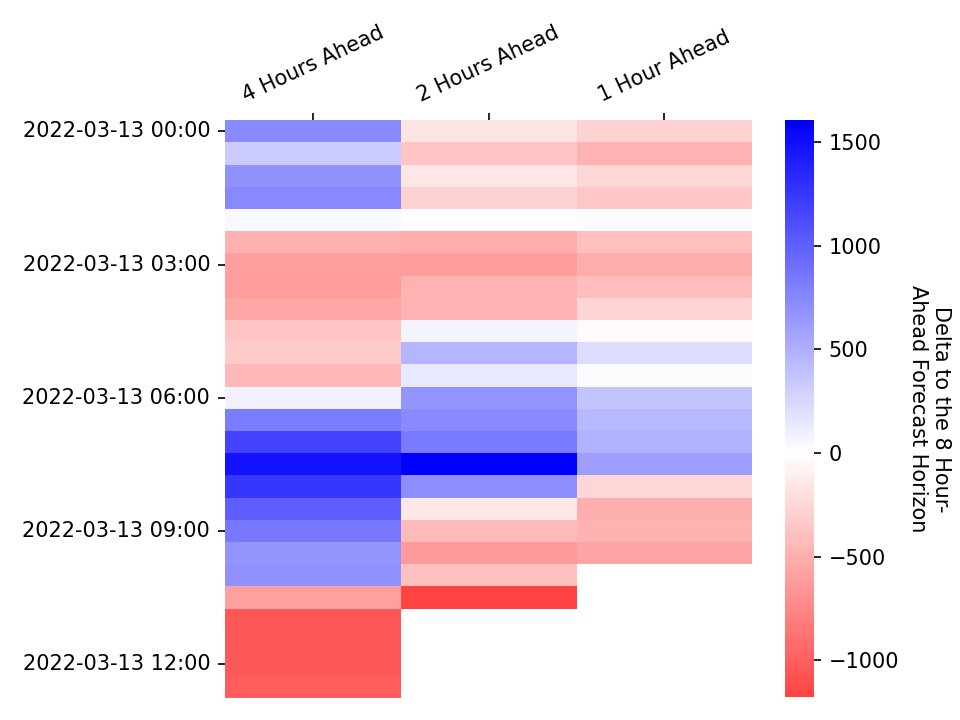 4 Hours Ahead
2 Hours Ahead
1 Hour Ahead
2022-03-13 00:00
2022-03-13 03:00
2022-03-13 06:00
2022-03-13 09:00
2022-03-13 12:00
1500
1000
500
0
−500
−1000
Delta to the 8 Hour-
Ahead Forecast Horizon